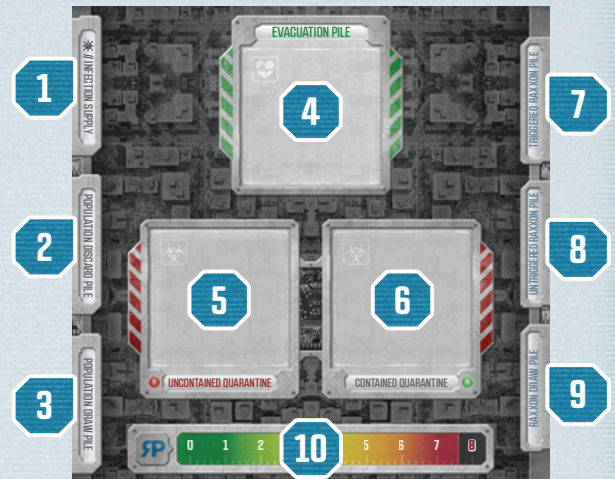 EVACUATION PILE
1
// INFECTION SUPPLY
4
TRIGGERED RAXXON PILE
7
2
POPULATION DISCARD PILE
5
6
UNTRIGGERED RAXXON PILE
8
UNCONTAINED QUARANTINE
CONTAINED QUARANTINE
3
POPULATION DRAW PILE
RAXXON DRAW PILE
9
RP 0 1 2 10 5 6 7 8